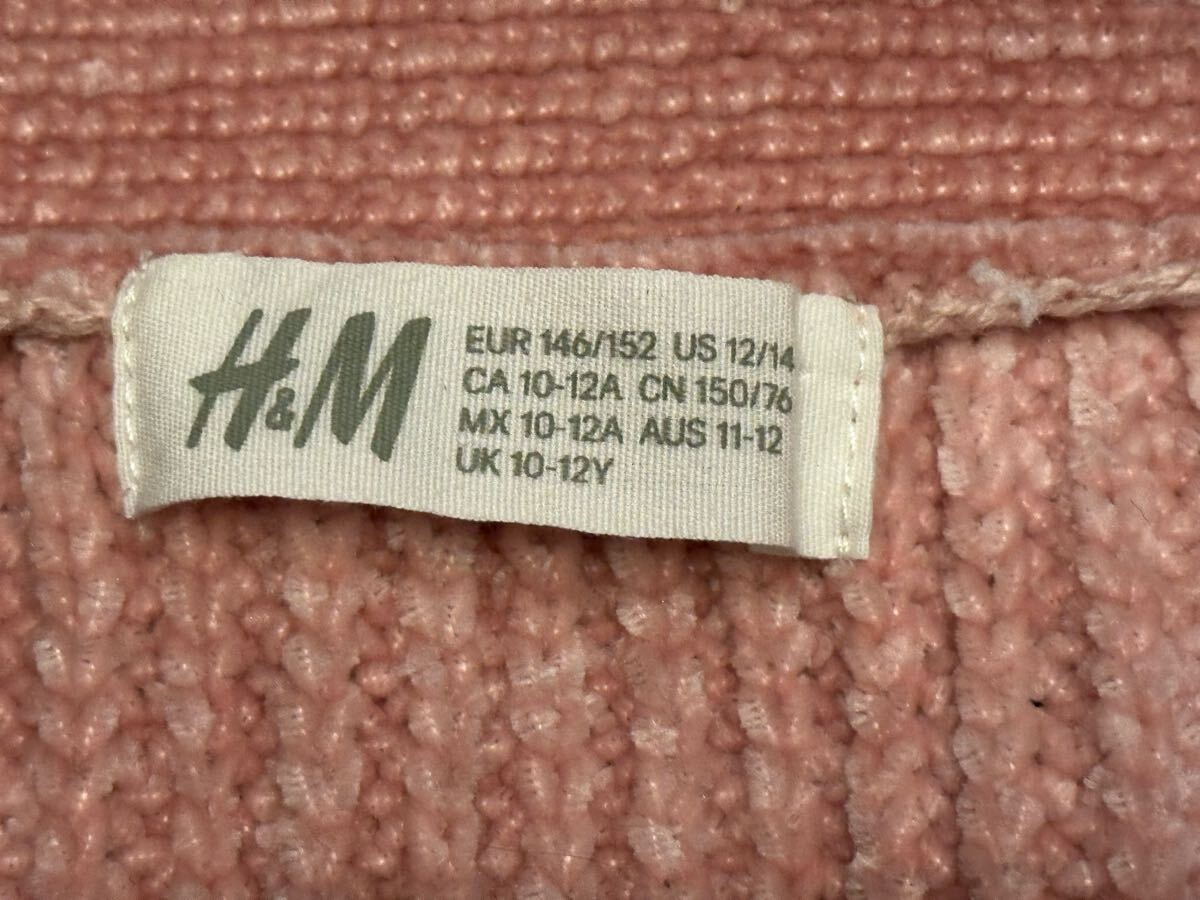 H&M
EUR 146/152 US 12/14
CA 10-12A CN 150/76
MX 10-12A AUS 11-12
UK 10-12Y